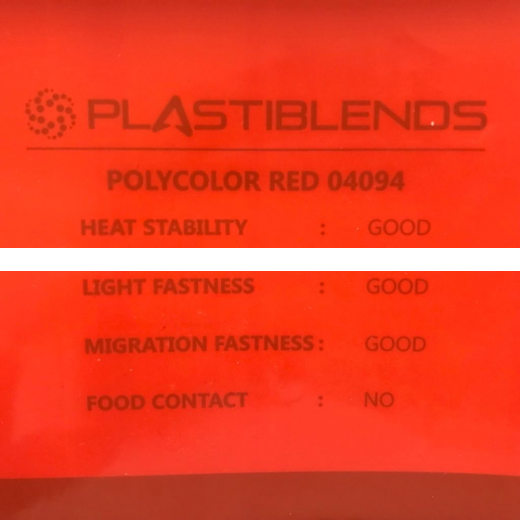 PLASTIBLENDS
POLYCOLOR RED 04094
HEAT STABILITY : GOOD
LIGHT FASTNESS : GOOD
MIGRATION FASTNESS : GOOD
FOOD CONTACT : NO